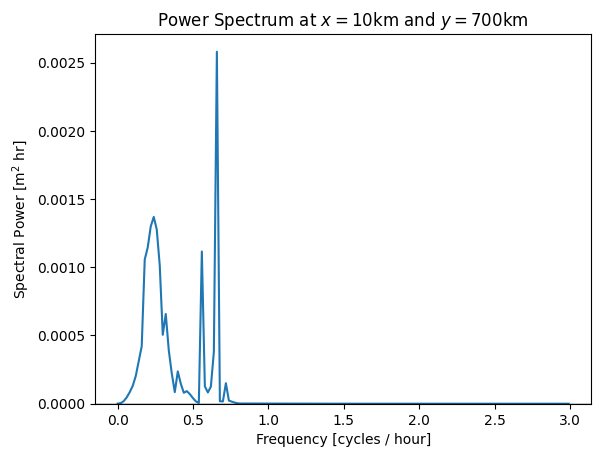 Power Spectrum at x = 10km and y = 700km
Spectral Power [m² hr]
0.0025
0.0020
0.0015
0.0010
0.0005
0.0000
0.0 0.5 1.0 1.5 2.0 2.5 3.0
Frequency [cycles / hour]